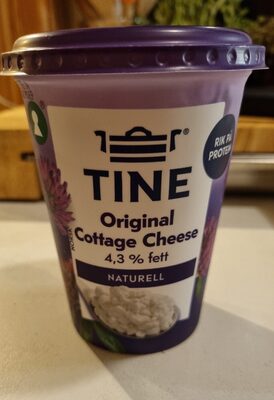 TINE®
RIK PÅ
PROTEIN
Original
Cottage Cheese
4,3 % fett
NATURELL